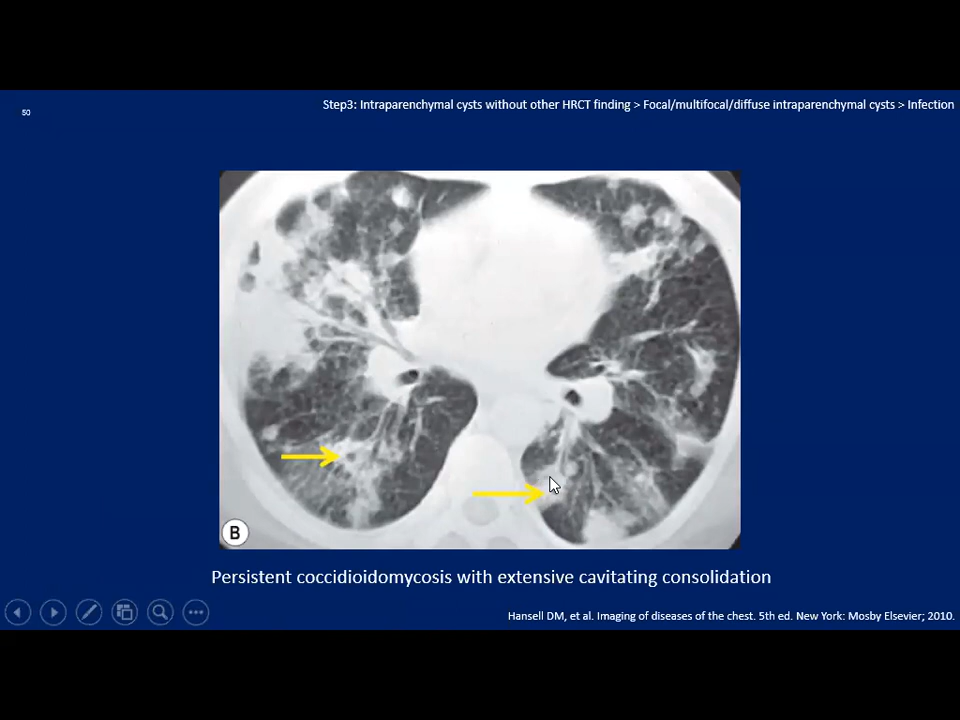 50
Step3: Intraparenchymal cysts without other HRCT finding > Focal/multifocal/diffuse intraparenchymal cysts > Infection
B
Persistent coccidioidomycosis with extensive cavitating consolidation
Hansell DM, et al. Imaging of diseases of the chest. 5th ed. New York: Mosby Elsevier; 2010.